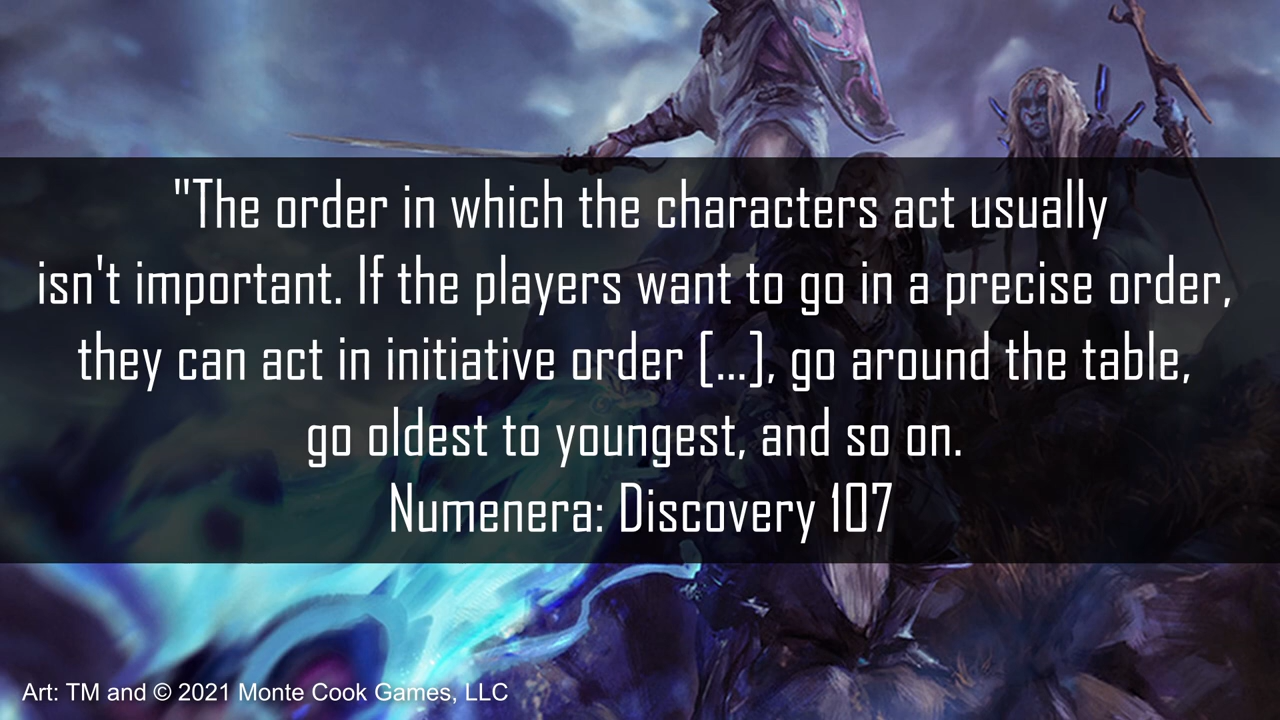 "The order in which the characters act usually
isn't important. If the players want to go in a precise order,
they can act in initiative order [...], go around the table,
go oldest to youngest, and so on.
Numenera: Discovery 107
Art: TM and © 2021 Monte Cook Games, LLC